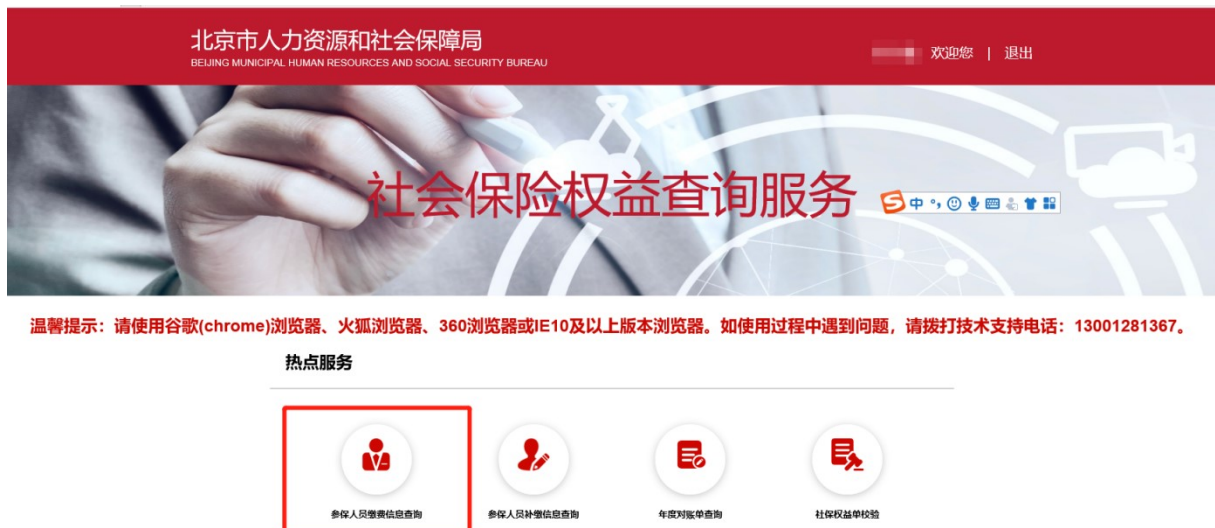 北京市人力资源和社会保障局
BEIJING MUNICIPAL HUMAN RESOURCES AND SOCIAL SECURITY BUREAU
欢迎您 | 退出
社会保险权益查询服务
中
温馨提示：请使用谷歌(chrome)浏览器、火狐浏览器、360浏览器或IE10及以上版本浏览器。如使用过程中遇到问题，请拨打技术支持电话：13001281367。
热点服务
参保人员缴费信息查询
参保人员补缴信息查询
年度对账单查询
社保权益单校验